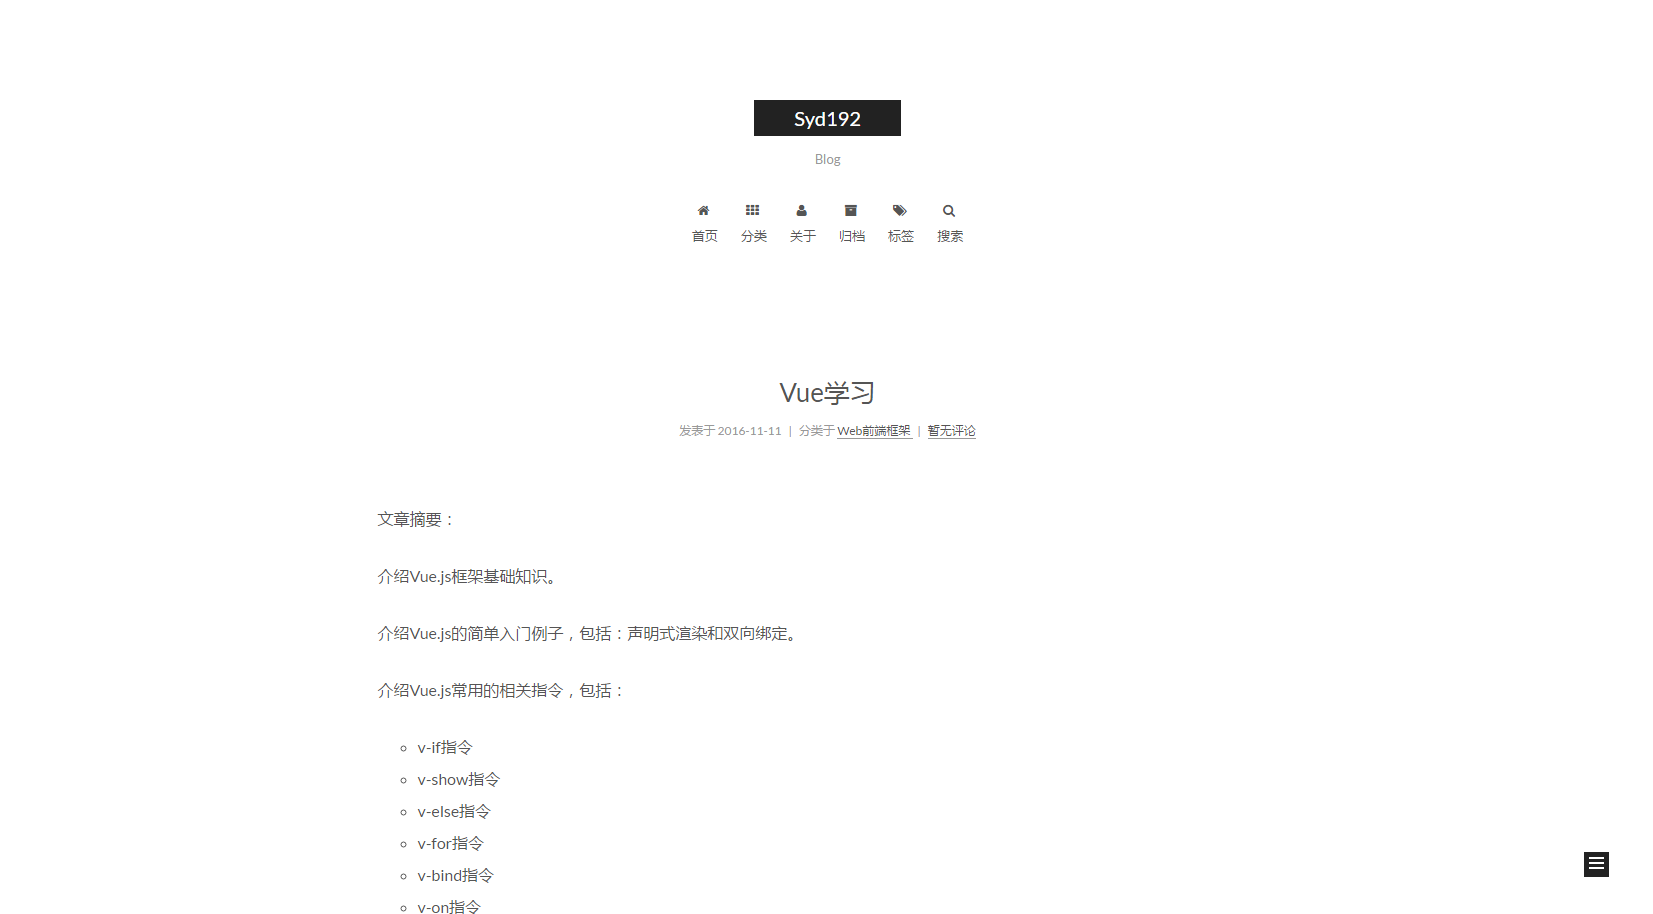 Syd192
Blog
首页 分类 关于 归档 标签 搜索
Vue学习
发表于 2016-11-11 | 分类于 Web前端框架 | 暂无评论
文章摘要：
介绍Vue.js框架基础知识。
介绍Vue.js的简单入门例子，包括：声明式渲染和双向绑定。
介绍Vue.js常用的相关指令，包括：
v-if指令
v-show指令
v-else指令
v-for指令
v-bind指令
v-on指令